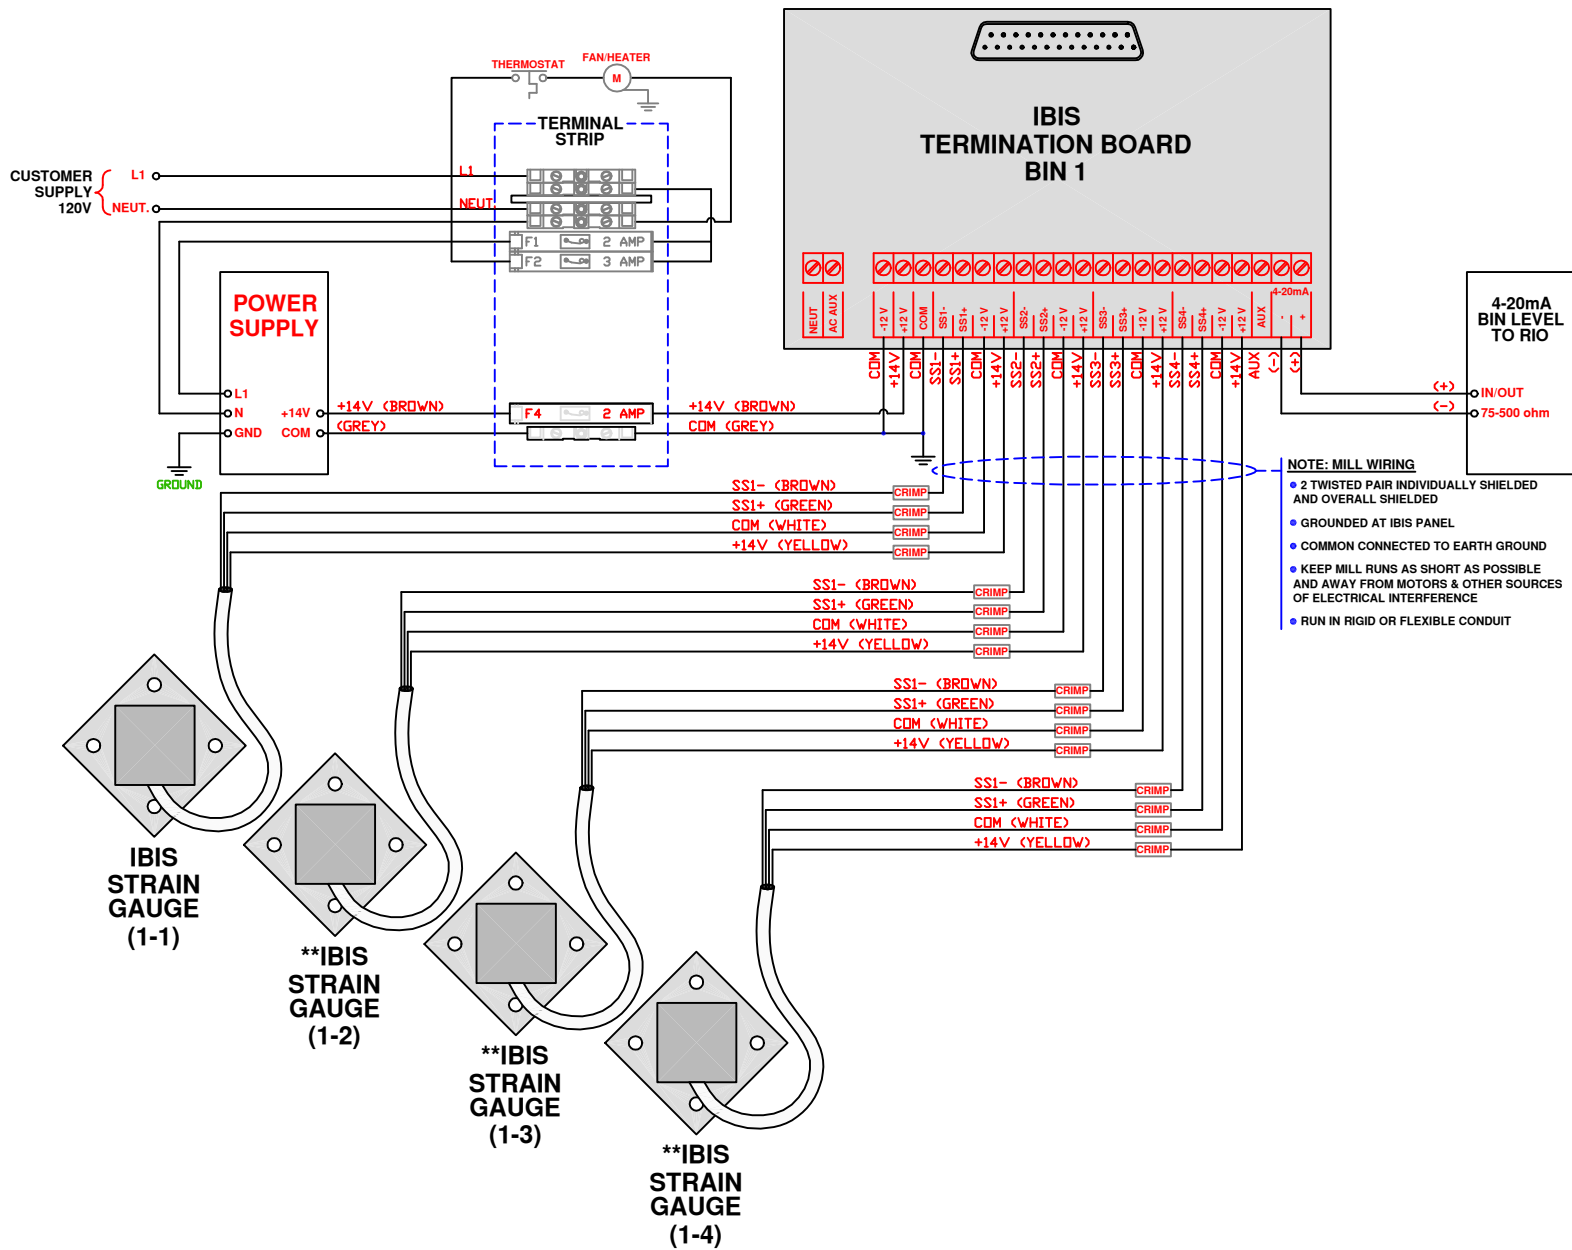 THERMOSTAT
FAN/HEATER
M
TERMINAL
STRIP
CUSTOMER
SUPPLY
120V
L1
NEUT.
L1
NEUT.
F1 2 AMP
F2 3 AMP
POWER
SUPPLY
L1
N
GND
+14V
COM
GROUND
+14V (BROWN)
(GREY)
F4 2 AMP
+14V (BROWN)
COM (GREY)
IBIS
TERMINATION BOARD
BIN 1
4-20mA
NEUT
AC AUX
-12 V
+12 V
COM
SS1-
SS1+
-12 V
+12 V
SS2-
SS2+
-12 V
+12 V
SS3-
SS3+
-12 V
+12 V
SS4-
SS4+
-12 V
+12 V
AUX
-
+
COM
+14V
COM
SS1-
SS1+
COM
+14V
SS2-
SS2+
COM
+14V
SS3-
SS3+
COM
+14V
SS4-
SS4+
COM
+14V
AUX
(-)
(+)
4-20mA
BIN LEVEL
TO RIO
(+)
IN/OUT
(-)
75-500 ohm
NOTE: MILL WIRING
2 TWISTED PAIR INDIVIDUALLY SHIELDED
AND OVERALL SHIELDED
GROUNDED AT IBIS PANEL
COMMON CONNECTED TO EARTH GROUND
KEEP MILL RUNS AS SHORT AS POSSIBLE
AND AWAY FROM MOTORS & OTHER SOURCES
OF ELECTRICAL INTERFERENCE
RUN IN RIGID OR FLEXIBLE CONDUIT
SS1- (BROWN) CRIMP
SS1+ (GREEN) CRIMP
COM (WHITE) CRIMP
+14V (YELLOW) CRIMP
SS1- (BROWN) CRIMP
SS1+ (GREEN) CRIMP
COM (WHITE) CRIMP
+14V (YELLOW) CRIMP
SS1- (BROWN) CRIMP
SS1+ (GREEN) CRIMP
COM (WHITE) CRIMP
+14V (YELLOW) CRIMP
SS1- (BROWN) CRIMP
SS1+ (GREEN) CRIMP
COM (WHITE) CRIMP
+14V (YELLOW) CRIMP
IBIS
STRAIN
GAUGE
(1-1)
**IBIS
STRAIN
GAUGE
(1-2)
**IBIS
STRAIN
GAUGE
(1-3)
**IBIS
STRAIN
GAUGE
(1-4)